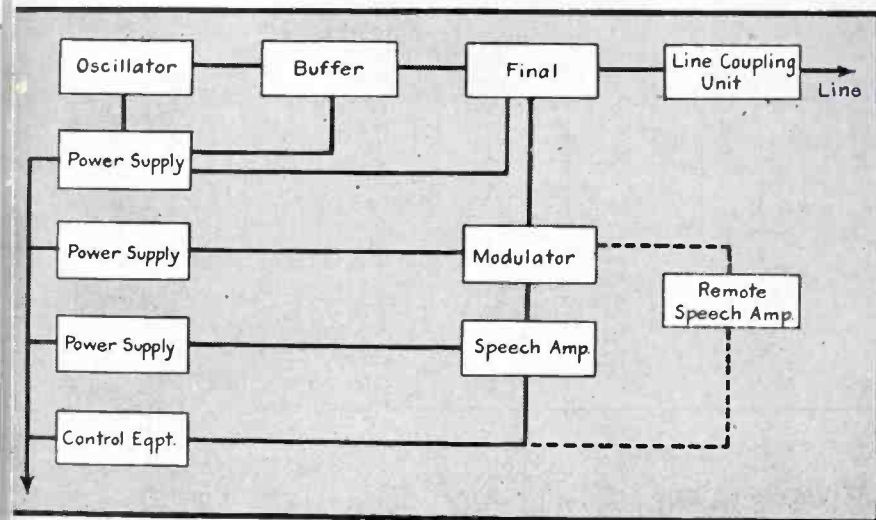 Oscillator
Buffer
Final
Line Coupling
Unit
Line
Power Supply
Power Supply
Modulator
Remote
Speech Amp.
Power Supply
Speech Amp.
Control Eqpt.